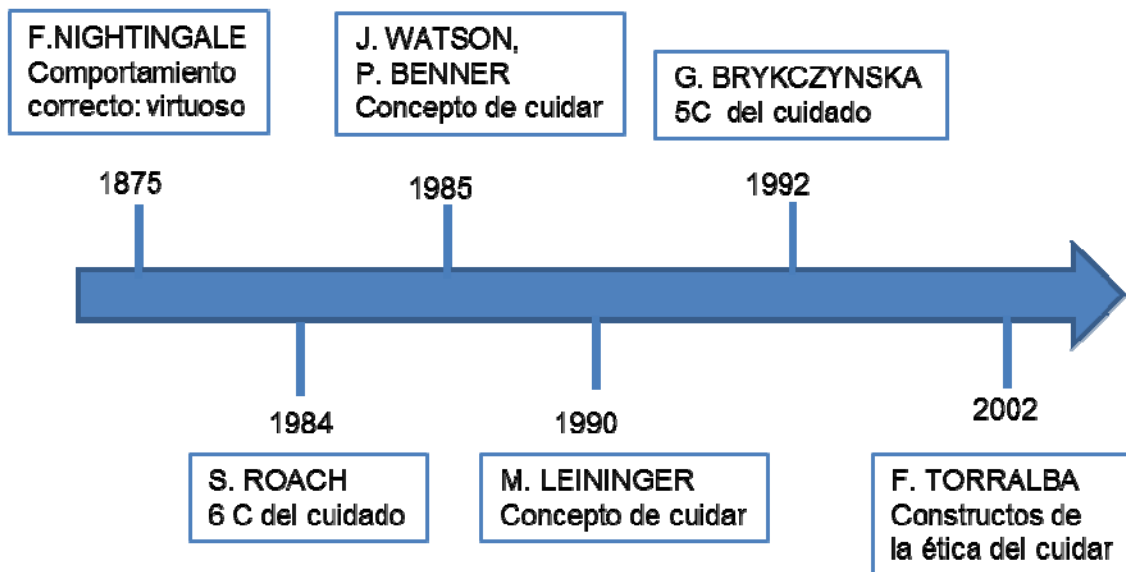 F.NIGHTINGALE
Comportamiento
correcto: virtuoso
J. WATSON,
P. BENNER
Concepto de cuidar
G. BRYKCZYNSKA
5C del cuidado
1875
1985
1992
1984
1990
2002
S. ROACH
6 C del cuidado
M. LEININGER
Concepto de cuidar
F. TORRALBA
Constructos de
la ética del cuidar